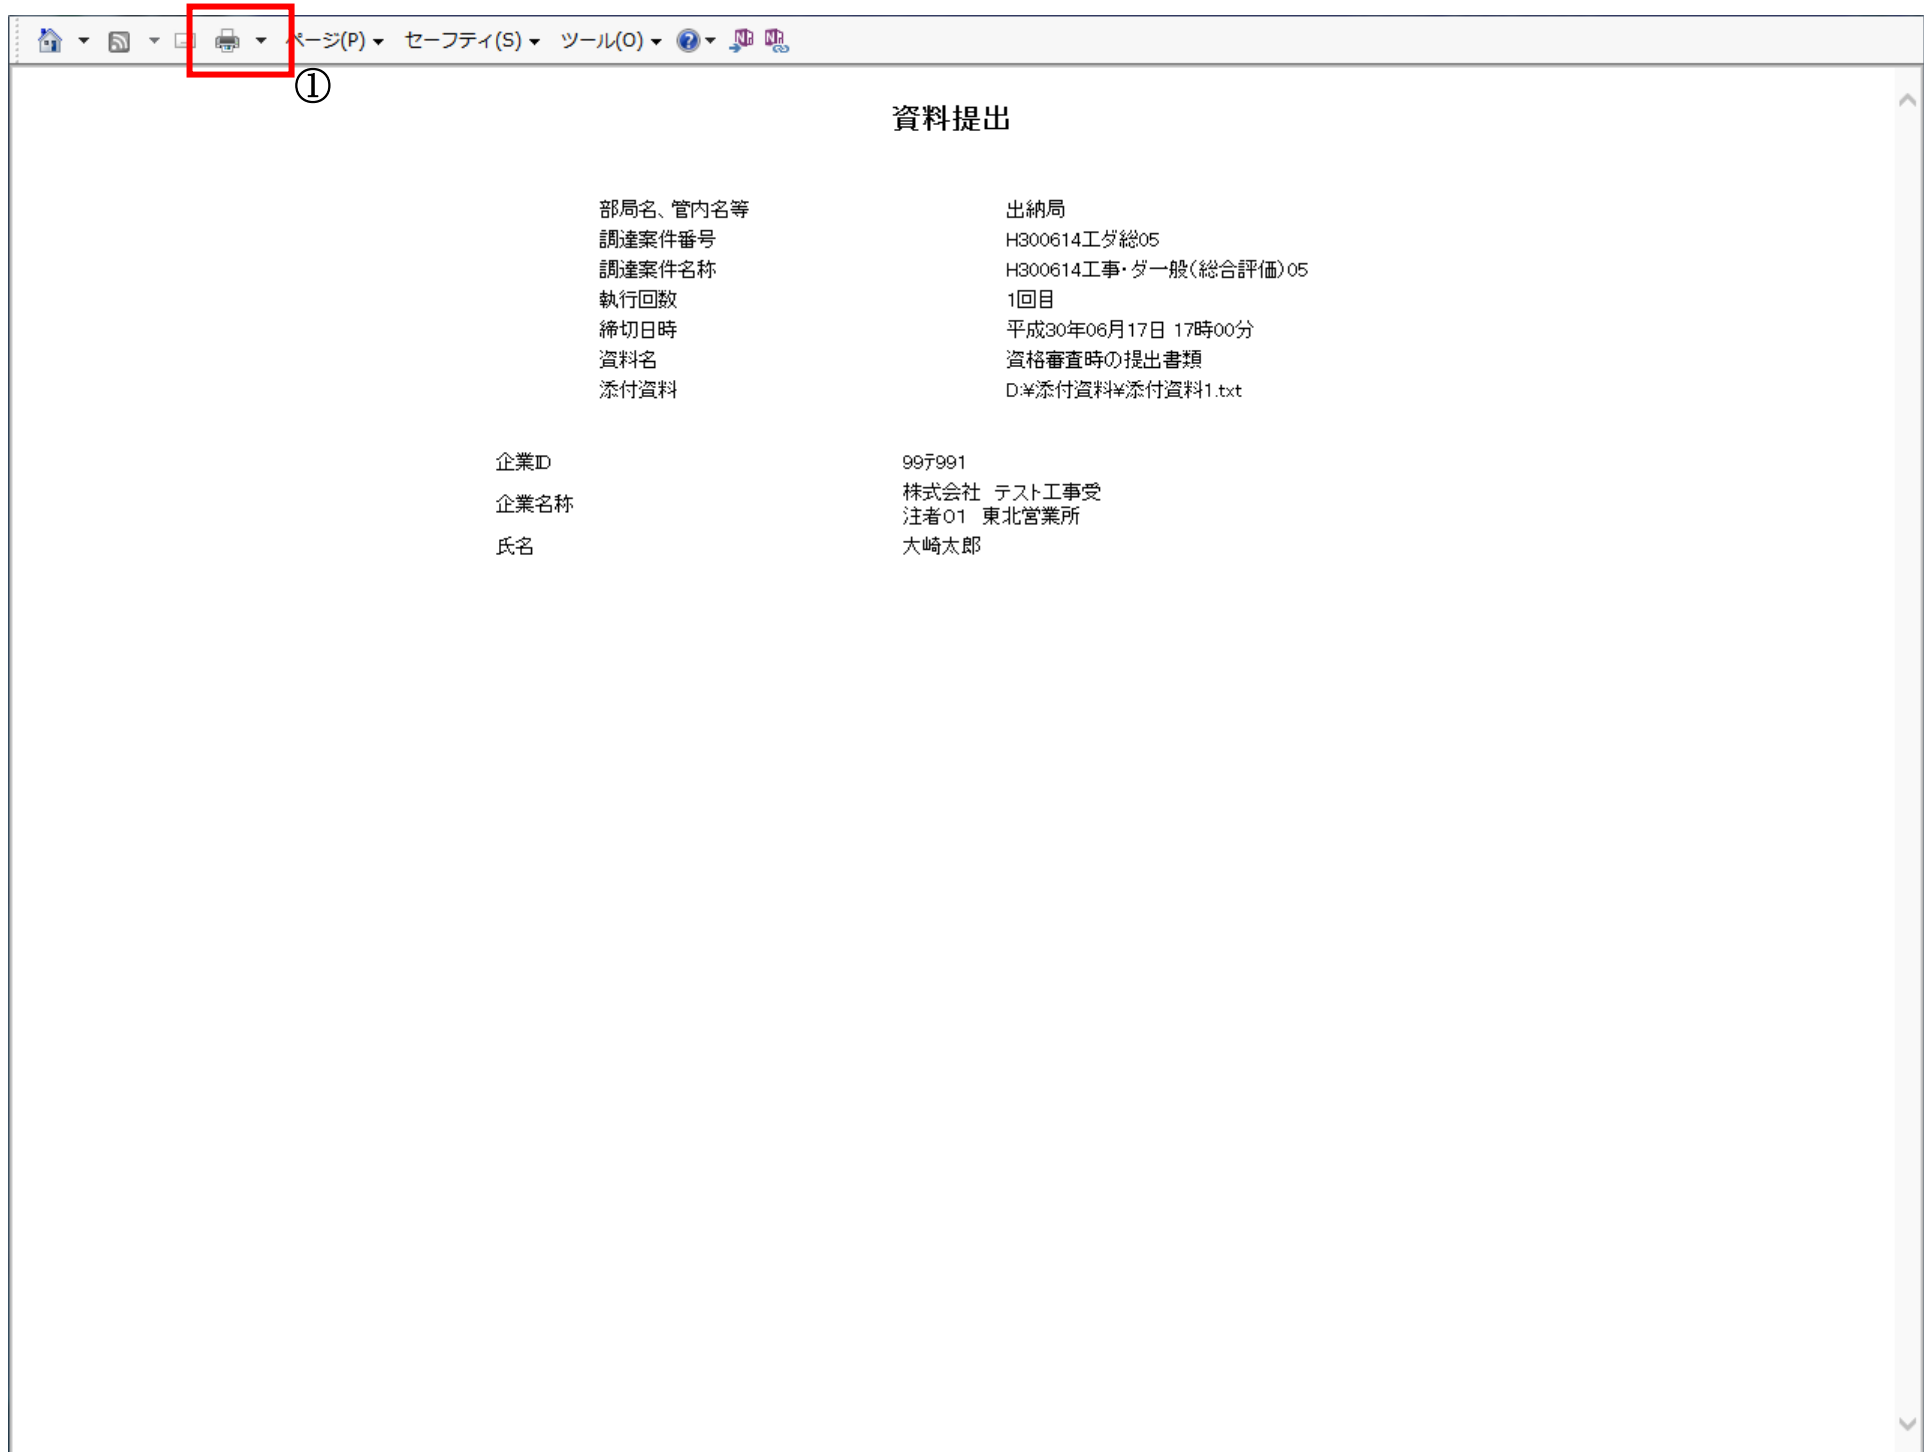 ページ(P) セーフティ(S) ツール(O)
①
資料提出
部局名、管内名等 出納局
調達案件番号 H300614工ダ総05
調達案件名称 H300614工事・ダ一般(総合評価)05
執行回数 1回目
締切日時 平成30年06月17日 17時00分
資料名 資格審査時の提出書類
添付資料 D:¥添付資料¥添付資料1.txt
企業ID 99テ991
企業名称 株式会社 テスト工事受
注者01 東北営業所
氏名 大崎太郎